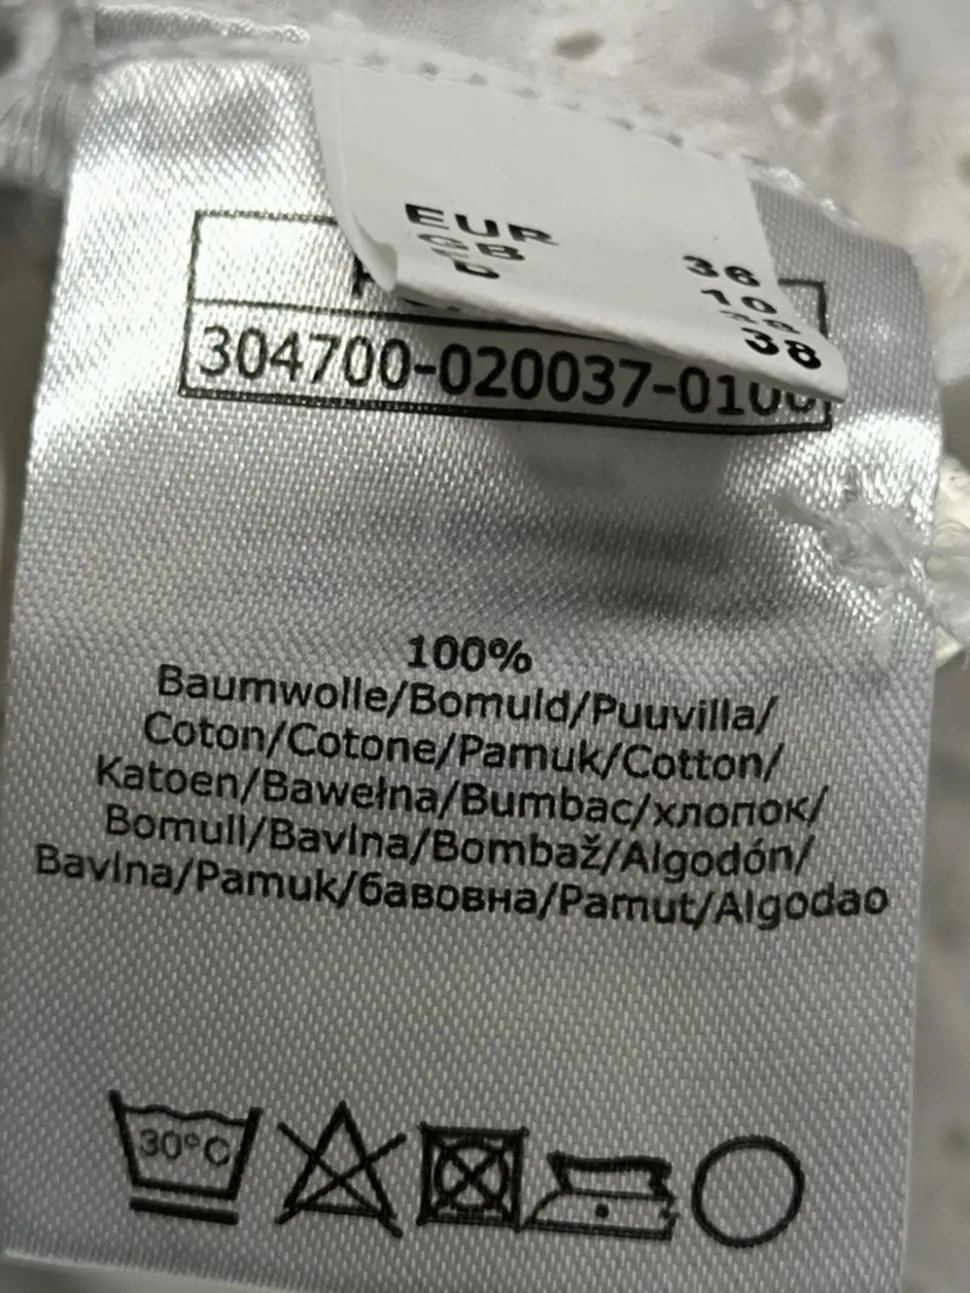 EUR 36
GB 10
D 38
304700-020037-0100
100%
Baumwolle/Bomuld/Puuvilla/
Coton/Cotone/Pamuk/Cotton/
Katoen/Bawełna/Bumbac/хлопок/
Bomull/Bavlna/Bombaž/Algodón/
Bavlna/Pamuk/бавовна/Pamut/Algodao
30°C